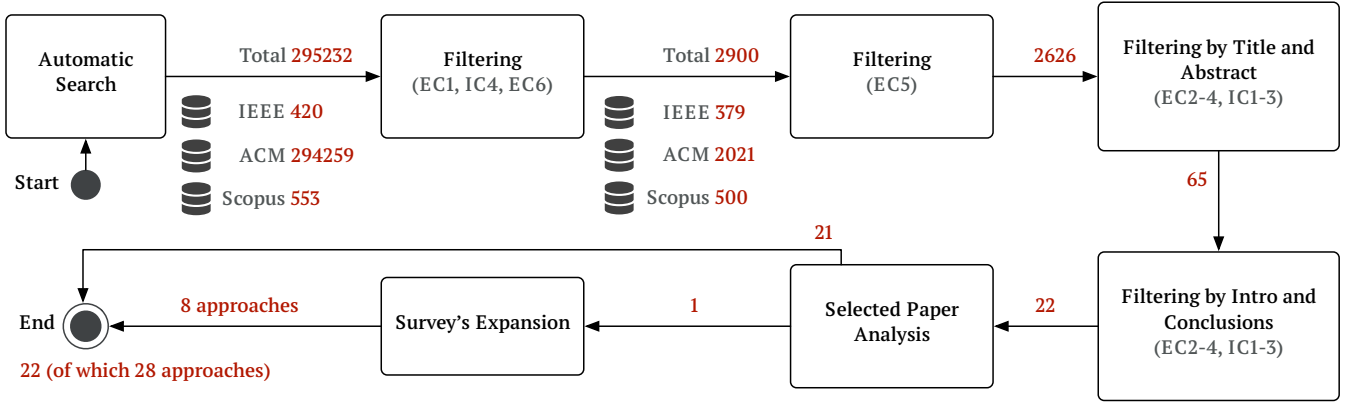 Automatic
Search
Total 295232
IEEE 420
ACM 294259
Scopus 553
Start
Filtering
(EC1, IC4, EC6)
Total 2900
IEEE 379
ACM 2021
Scopus 500
Filtering
(EC5)
2626
Filtering by Title and
Abstract
(EC2-4, IC1-3)
65
Filtering by Intro and
Conclusions
(EC2-4, IC1-3)
22
Selected Paper
Analysis
21
1
Survey's Expansion
8 approaches
End
22 (of which 28 approaches)